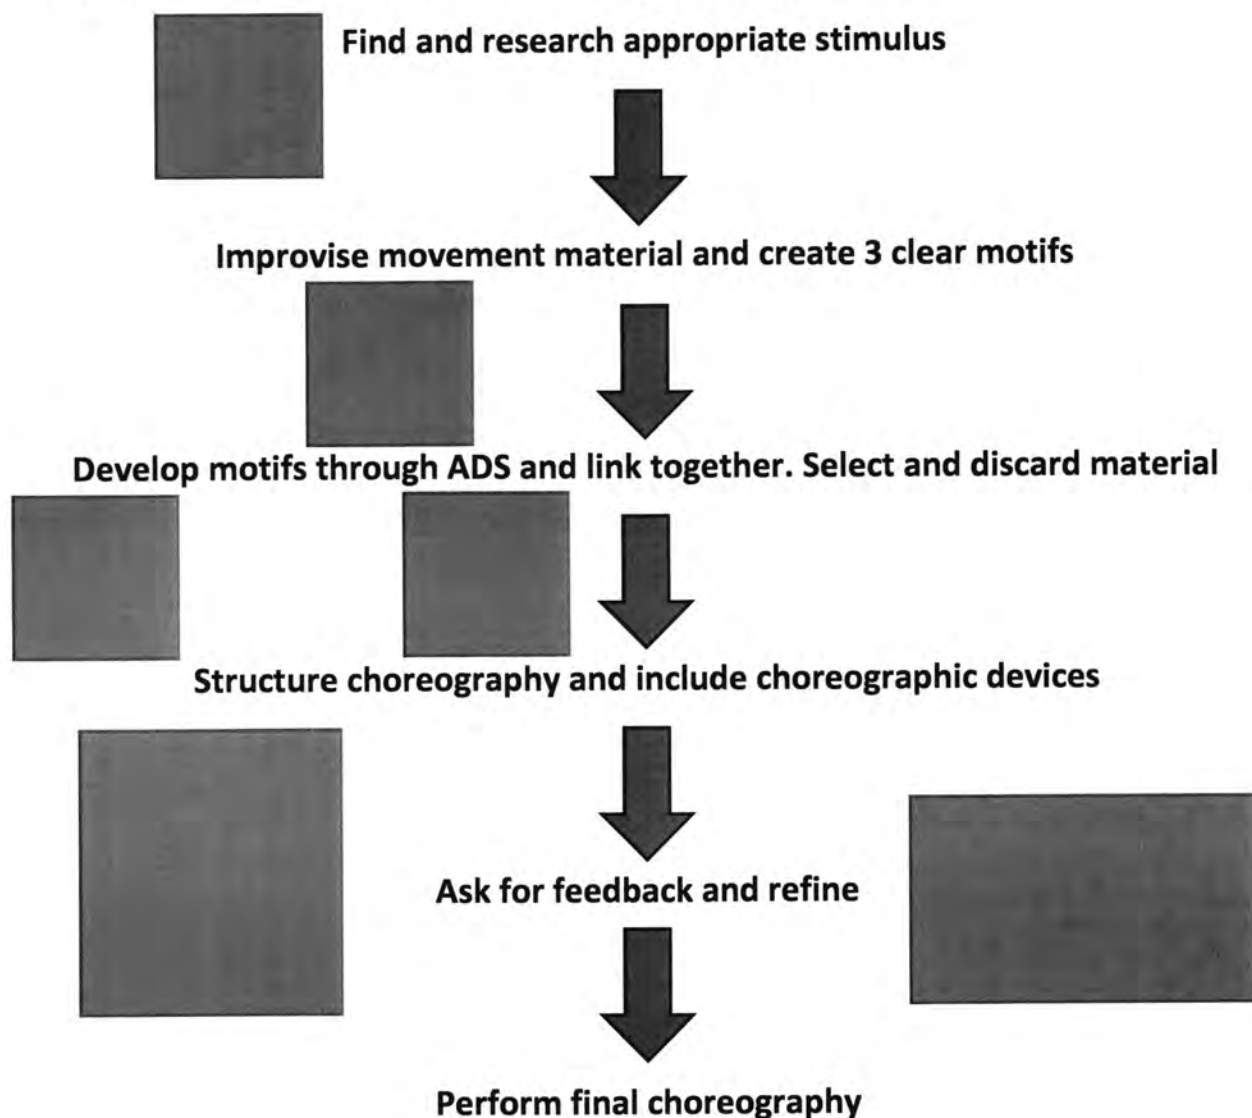 Find and research appropriate stimulus
Improvise movement material and create 3 clear motifs
Develop motifs through ADS and link together. Select and discard material
Structure choreography and include choreographic devices
Ask for feedback and refine
Perform final choreography